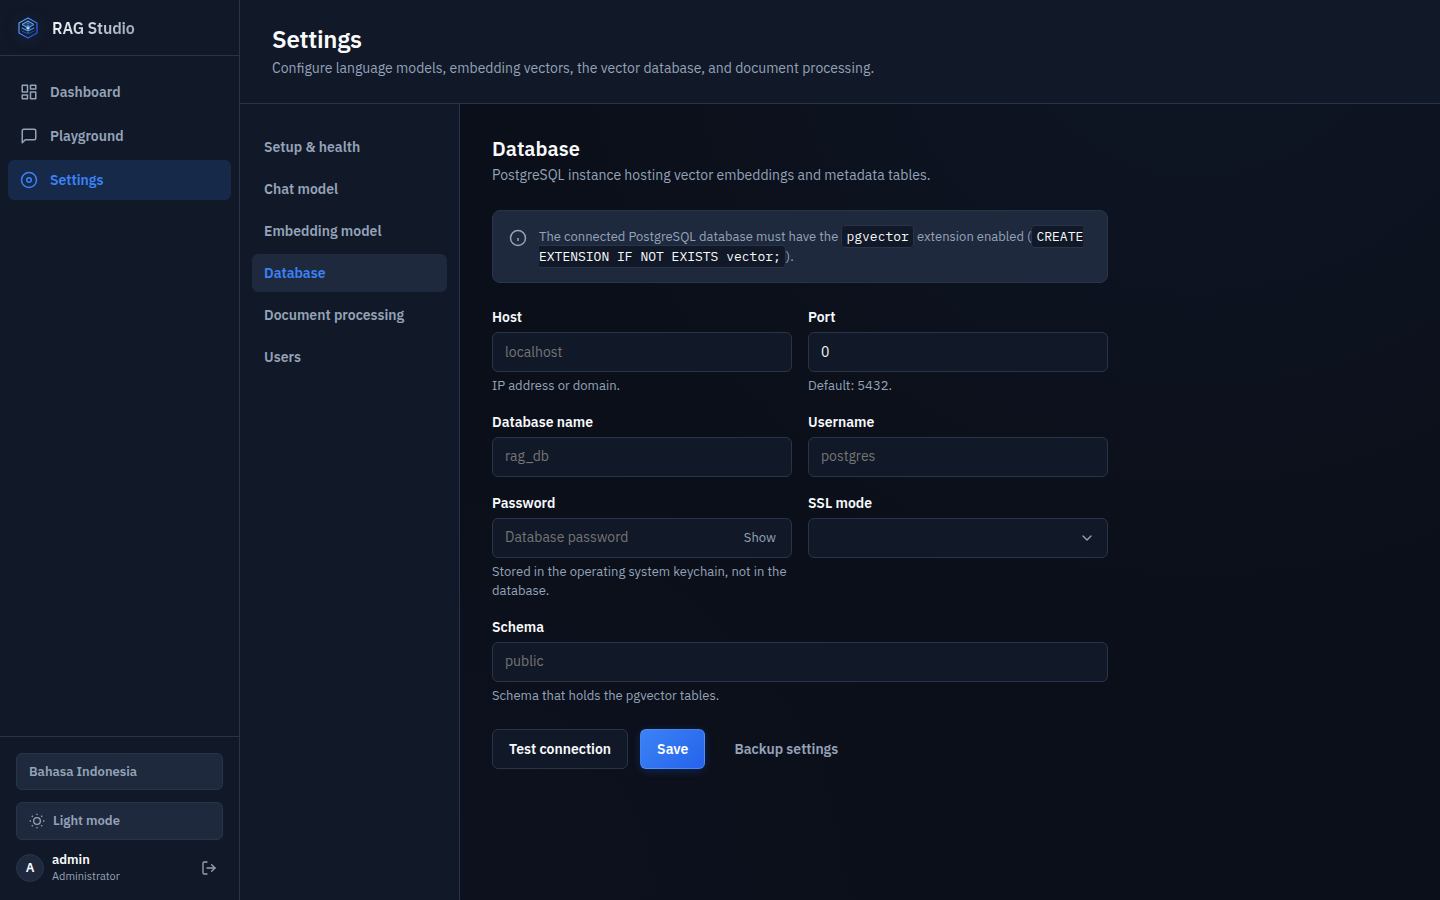 RAG Studio
Dashboard
Playground
Settings
Bahasa Indonesia
Light mode
A
admin
Administrator
Settings
Configure language models, embedding vectors, the vector database, and document processing.
Setup & health
Chat model
Embedding model
Database
Document processing
Users
Database
PostgreSQL instance hosting vector embeddings and metadata tables.
The connected PostgreSQL database must have the pgvector extension enabled ( CREATE
EXTENSION IF NOT EXISTS vector; ).
Host
localhost
IP address or domain.
Port
0
Default: 5432.
Database name
rag_db
Username
postgres
Password
Database password
Show
Stored in the operating system keychain, not in the
database.
SSL mode
Schema
public
Schema that holds the pgvector tables.
Test connection
Save
Backup settings